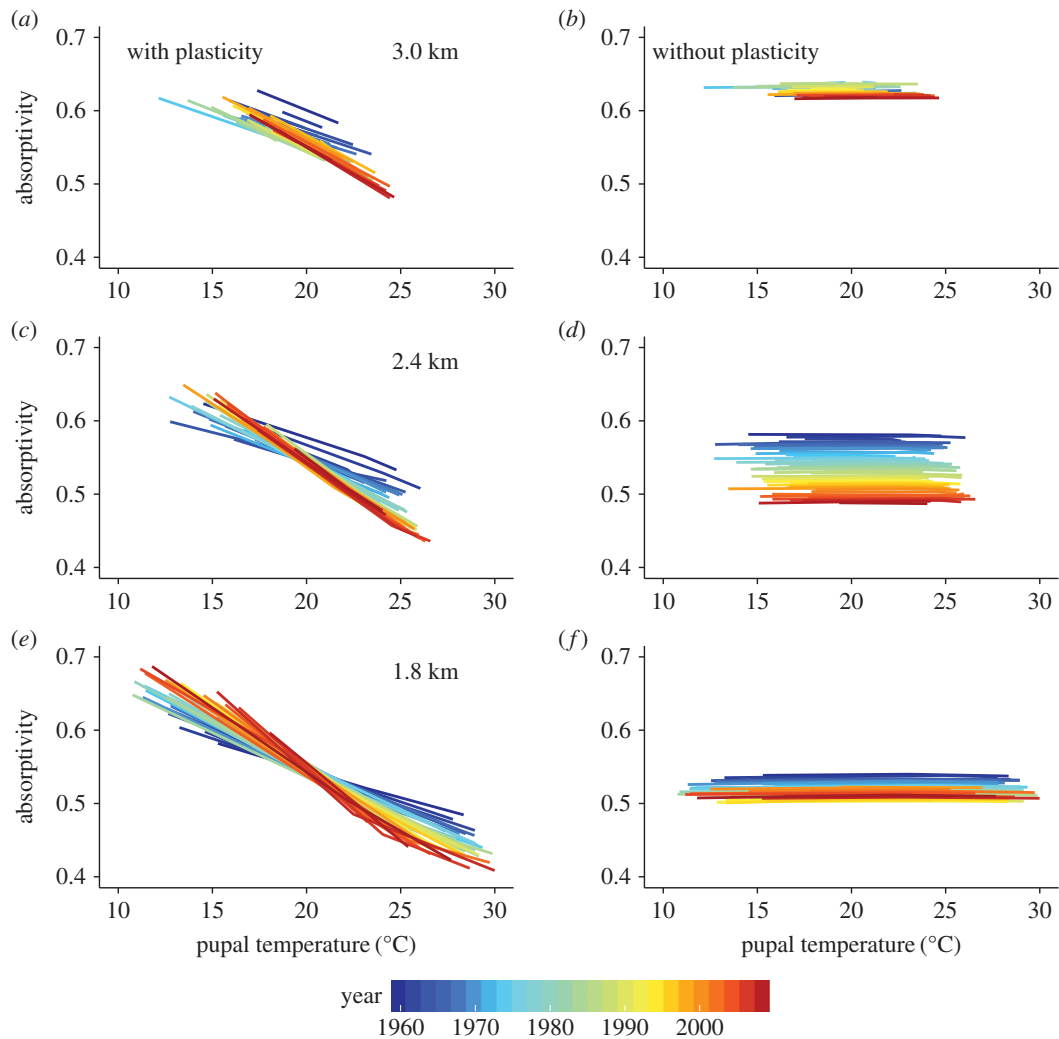 (a)
(b)
0.7
with plasticity
3.0 km
0.6
absorptivity
0.5
0.4
10 15 20 25 30
0.7
without plasticity
0.6
absorptivity
0.5
0.4
10 15 20 25 30
(c)
(d)
0.7
2.4 km
0.6
absorptivity
0.5
0.4
10 15 20 25 30
0.7
0.6
absorptivity
0.5
0.4
10 15 20 25 30
(e)
(f)
0.7
1.8 km
0.6
absorptivity
0.5
0.4
10 15 20 25 30
pupal temperature (°C)
0.7
0.6
absorptivity
0.5
0.4
10 15 20 25 30
pupal temperature (°C)
year
1960 1970 1980 1990 2000